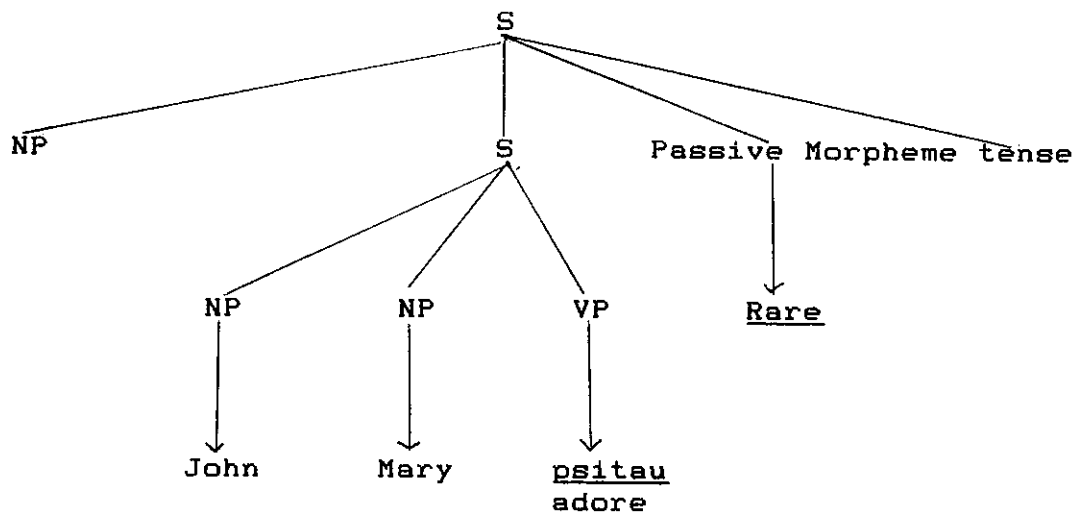 S
NP S Passive Morpheme tense
NP NP VP Rare
John Mary psitau
adore